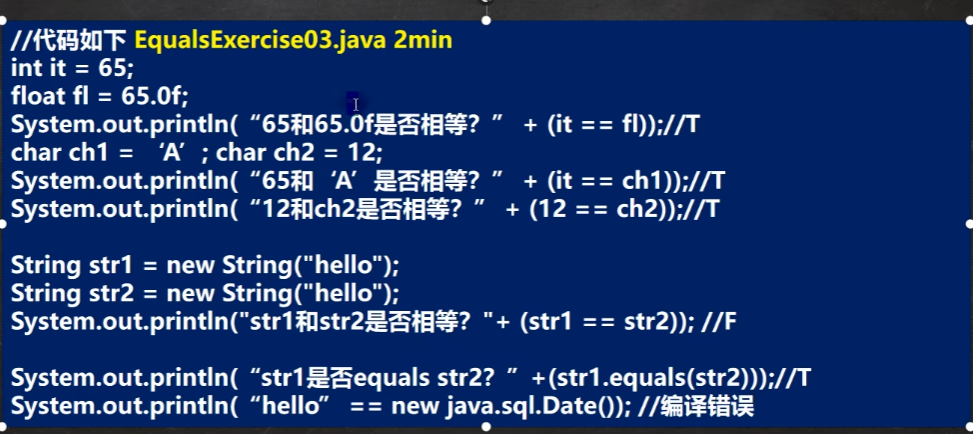 //代码如下 EqualsExercise03.java 2min
int it = 65;
float fl = 65.0f;
System.out.println(“65和65.0f是否相等？” + (it == fl));//T
char ch1 = ‘A’; char ch2 = 12;
System.out.println(“65和‘A’是否相等？” + (it == ch1));//T
System.out.println(“12和ch2是否相等？” + (12 == ch2));//T
String str1 = new String("hello");
String str2 = new String("hello");
System.out.println("str1和str2是否相等？"+ (str1 == str2)); //F
System.out.println(“str1是否equals str2？”+(str1.equals(str2)));//T
System.out.println(“hello” == new java.sql.Date()); //编译错误